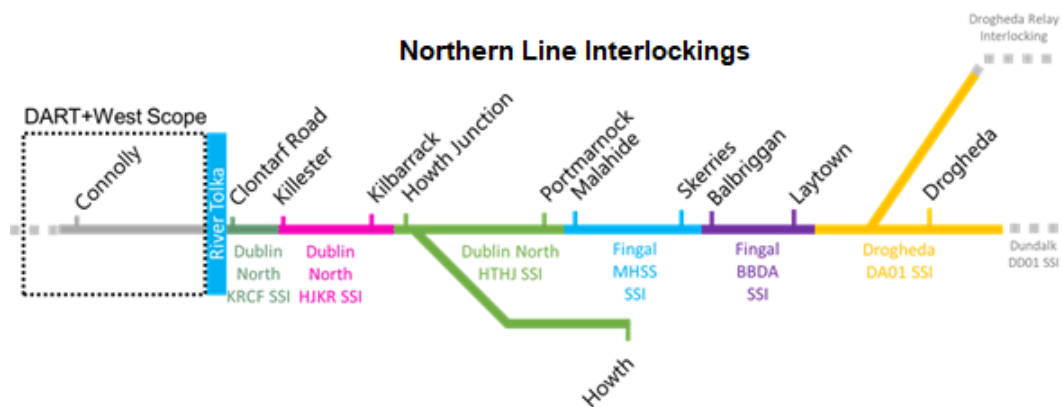 Drogheda Relay
Interlocking
Northern Line Interlockings
DART+West Scope
Connolly
River Tolka
Clontarf Road
Killester
Kilbarrack
Howth Junction
Portmarnock
Malahide
Skerries
Balbriggan
Laytown
Drogheda
Dublin
North
KRCF SSI
Dublin
North
HJKR SSI
Dublin North
HTHJ SSI
Fingal
MHSS
SSI
Fingal
BBDA
SSI
Drogheda
DA01 SSI
Dundalk
DD01 SSI
Howth